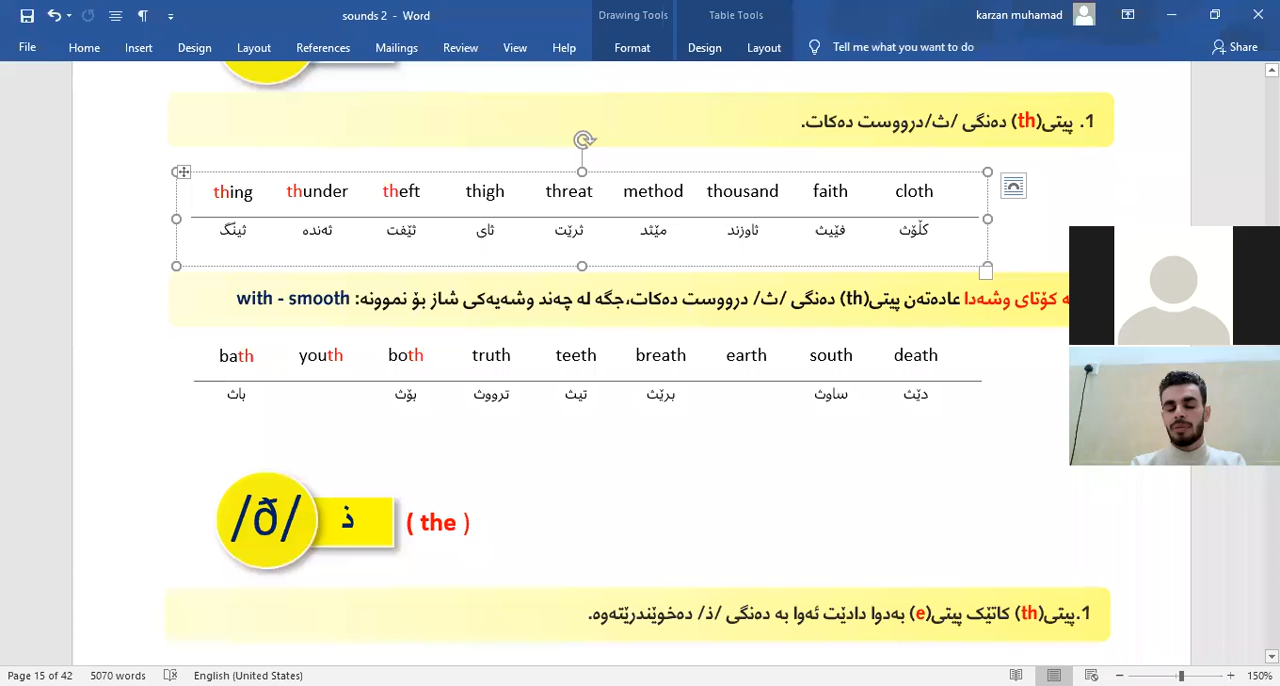 sounds 2 - Word
Drawing Tools
Table Tools
karzan muhamad
File Home Insert Design Layout References Mailings Review View Help Format Design Layout Tell me what you want to do Share
1. پیتی(th) دەنگی /ث/درووست دەکات.
thing thunder theft thigh threat method thousand faith cloth
ثینگ ثەندە ثێفت ثای ثرێت مێثد ثاوزند فێیث کڵۆث
ە کۆتای وشەدا عادەتەن پیتی(th) دەنگی /ث/ درووست دەکات،جگە لە چەند وشەیەکی شاز بۆ نموونە: with - smooth
bath youth both truth teeth breath earth south death
باث بۆثترووث تیث برێث ساوث دێث
/ð/ ذ ( the )
1.پیتی(th) کاتێک پیتی(e) بەدوا دادێت ئەوا بە دەنگی /ذ/ دەخوێندرێتەوە.
Page 15 of 42 5070 words English (United States) 150%